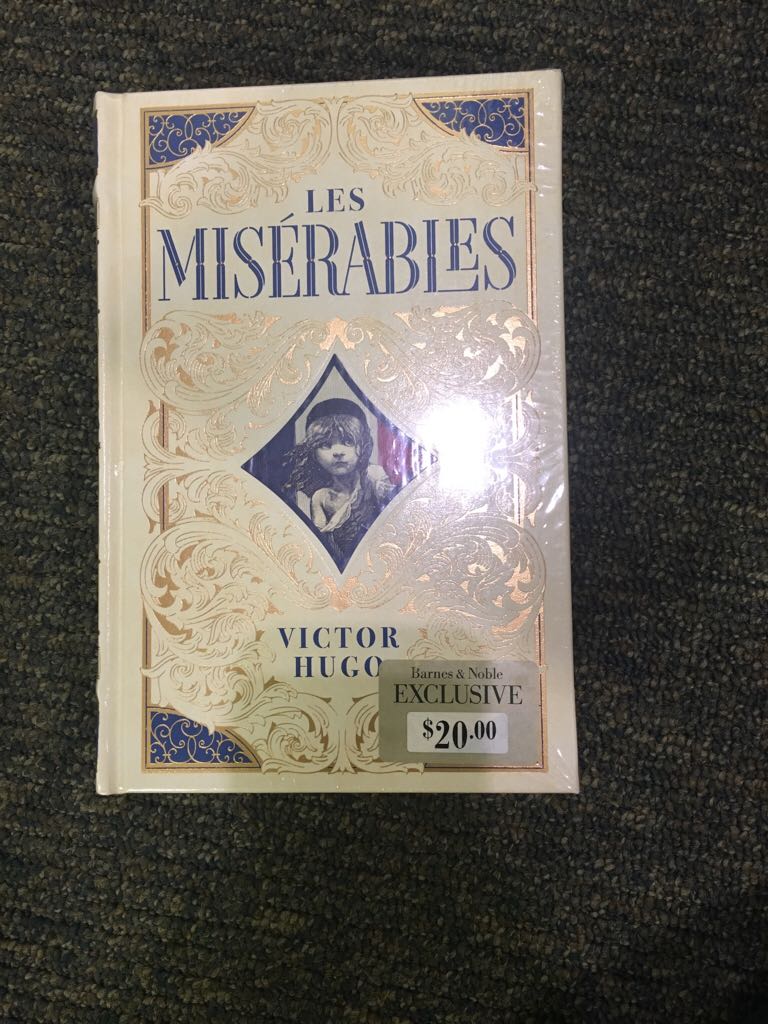 LES
MISÉRABLES
VICTOR
HUGO
Barnes & Noble
EXCLUSIVE
$20.00